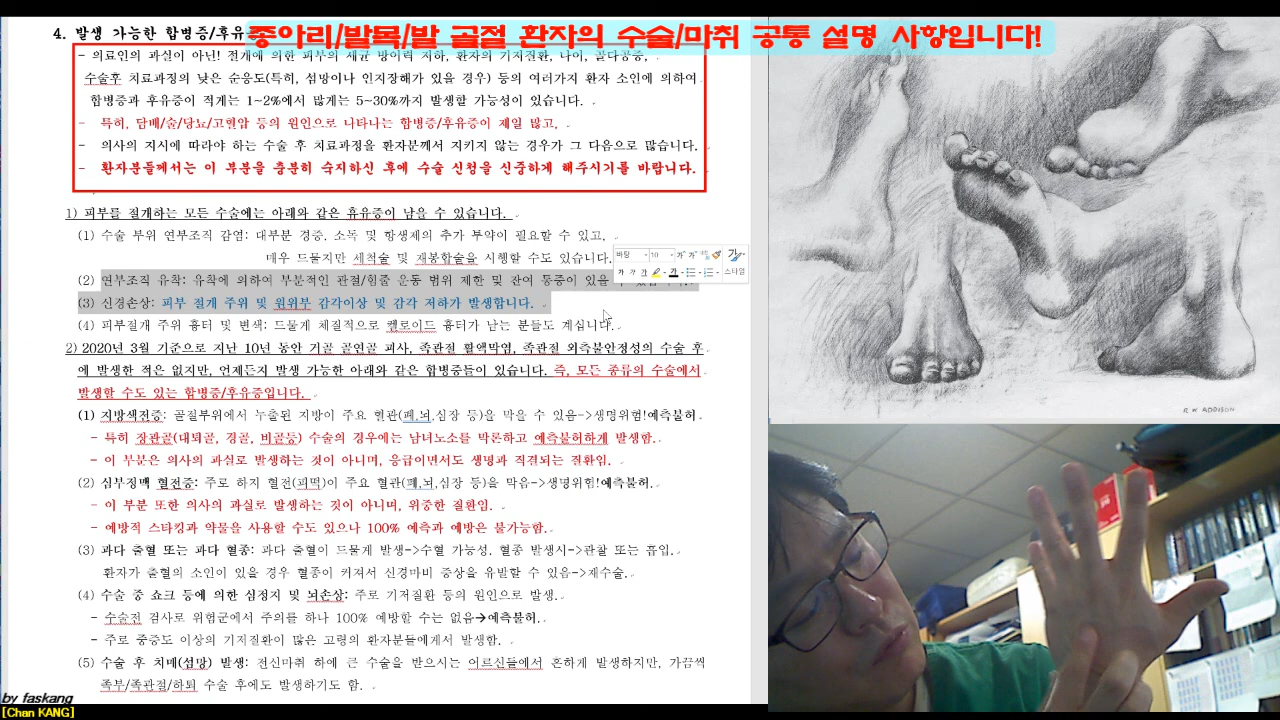 종아리/발목/발 골절 환자의 수술/마취 공통 설명 사항입니다!
4. 발생 가능한 합병증/후유
- 의료인의 과실이 아닌! 절개에 의한 피부의 세균 방어력 저하, 환자의 기저질환, 나이, 골다공증,
수술후 치료과정의 낮은 순응도(특히, 섬망이나 인지장해가 있을 경우) 등의 여러가지 환자 소인에 의하여
합병증과 후유증이 적게는 1~2%에서 많게는 5~30%까지 발생할 가능성이 있습니다.
- 특히, 담배/술/당뇨/고혈압 등의 원인으로 나타나는 합병증/후유증이 제일 많고,
- 의사의 지시에 따라야 하는 수술 후 치료과정을 환자분께서 지키지 않는 경우가 그 다음으로 많습니다.
- 환자분들께서는 이 부분을 충분히 숙지하신 후에 수술 신청을 신중하게 해주시기를 바랍니다.
1) 피부를 절개하는 모든 수술에는 아래와 같은 휴유증이 남을 수 있습니다.
(1) 수술 부위 연부조직 감염: 대부분 경증. 소독 및 항생제의 추가 투약이 필요할 수 있고,
매우 드물지만 세척술 및 재봉합술을 시행할 수도 있습니다.
바탕 10
가 가 가 가 스타일
(2) 연부조직 유착: 유착에 의하여 부분적인 관절/힘줄 운동 범위 제한 및 잔여 통증이 있을
(3) 신경손상: 피부 절개 주위 및 원위부 감각이상 및 감각 저하가 발생합니다.
(4) 피부절개 주위 흉터 및 변색: 드물게 체질적으로 켈로이드 흉터가 남는 분들도 계십니다.
2) 2020년 3월 기준으로 지난 10년 동안 거골 골연골 괴사, 족관절 활액막염, 족관절 외측불안정성의 수술 후
에 발생한 적은 없지만, 언제든지 발생 가능한 아래와 같은 합병증들이 있습니다. 즉, 모든 종류의 수술에서
발생할 수도 있는 합병증/후유증입니다.
(1) 지방색전증: 골절부위에서 누출된 지방이 주요 혈관(폐,뇌,심장 등)을 막을 수 있음->생명위험!예측불허
- 특히 장관골(대퇴골, 경골, 비골등) 수술의 경우에는 남녀노소를 막론하고 예측불허하게 발생함.
- 이 부분은 의사의 과실로 발생하는 것이 아니며, 응급이면서도 생명과 직결되는 질환임.
(2) 심부정맥 혈전증: 주로 하지 혈전(피떡)이 주요 혈관(폐,뇌,심장 등)을 막음->생명위험!예측불허.
- 이 부분 또한 의사의 과실로 발생하는 것이 아니며, 위중한 질환임.
- 예방적 스타킹과 약물을 사용할 수도 있으나 100% 예측과 예방은 불가능함.
(3) 과다 출혈 또는 과다 혈종: 과다 출혈이 드물게 발생->수혈 가능성, 혈종 발생시->관찰 또는 흡입.
환자가 출혈의 소인이 있을 경우 혈종이 커져서 신경마비 증상을 유발할 수 있음->재수술.
(4) 수술 중 쇼크 등에 의한 심정지 및 뇌손상: 주로 기저질환 등의 원인으로 발생.
- 수술전 검사로 위험군에서 주의를 하나 100% 예방할 수는 없음→예측불허.
- 주로 중증도 이상의 기저질환이 많은 고령의 환자분들에게서 발생함.
(5) 수술 후 치매(섬망) 발생: 전신마취 하에 큰 수술을 받으시는 어르신들에서 흔하게 발생하지만, 가끔씩
족부/족관절/하퇴 수술 후에도 발생하기도 함.
by faskang
[Chan KANG]
R. W. ADDISON